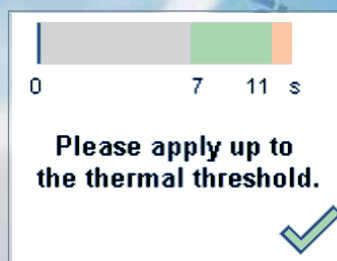 0 7 11 s
Please apply up to
the thermal threshold.